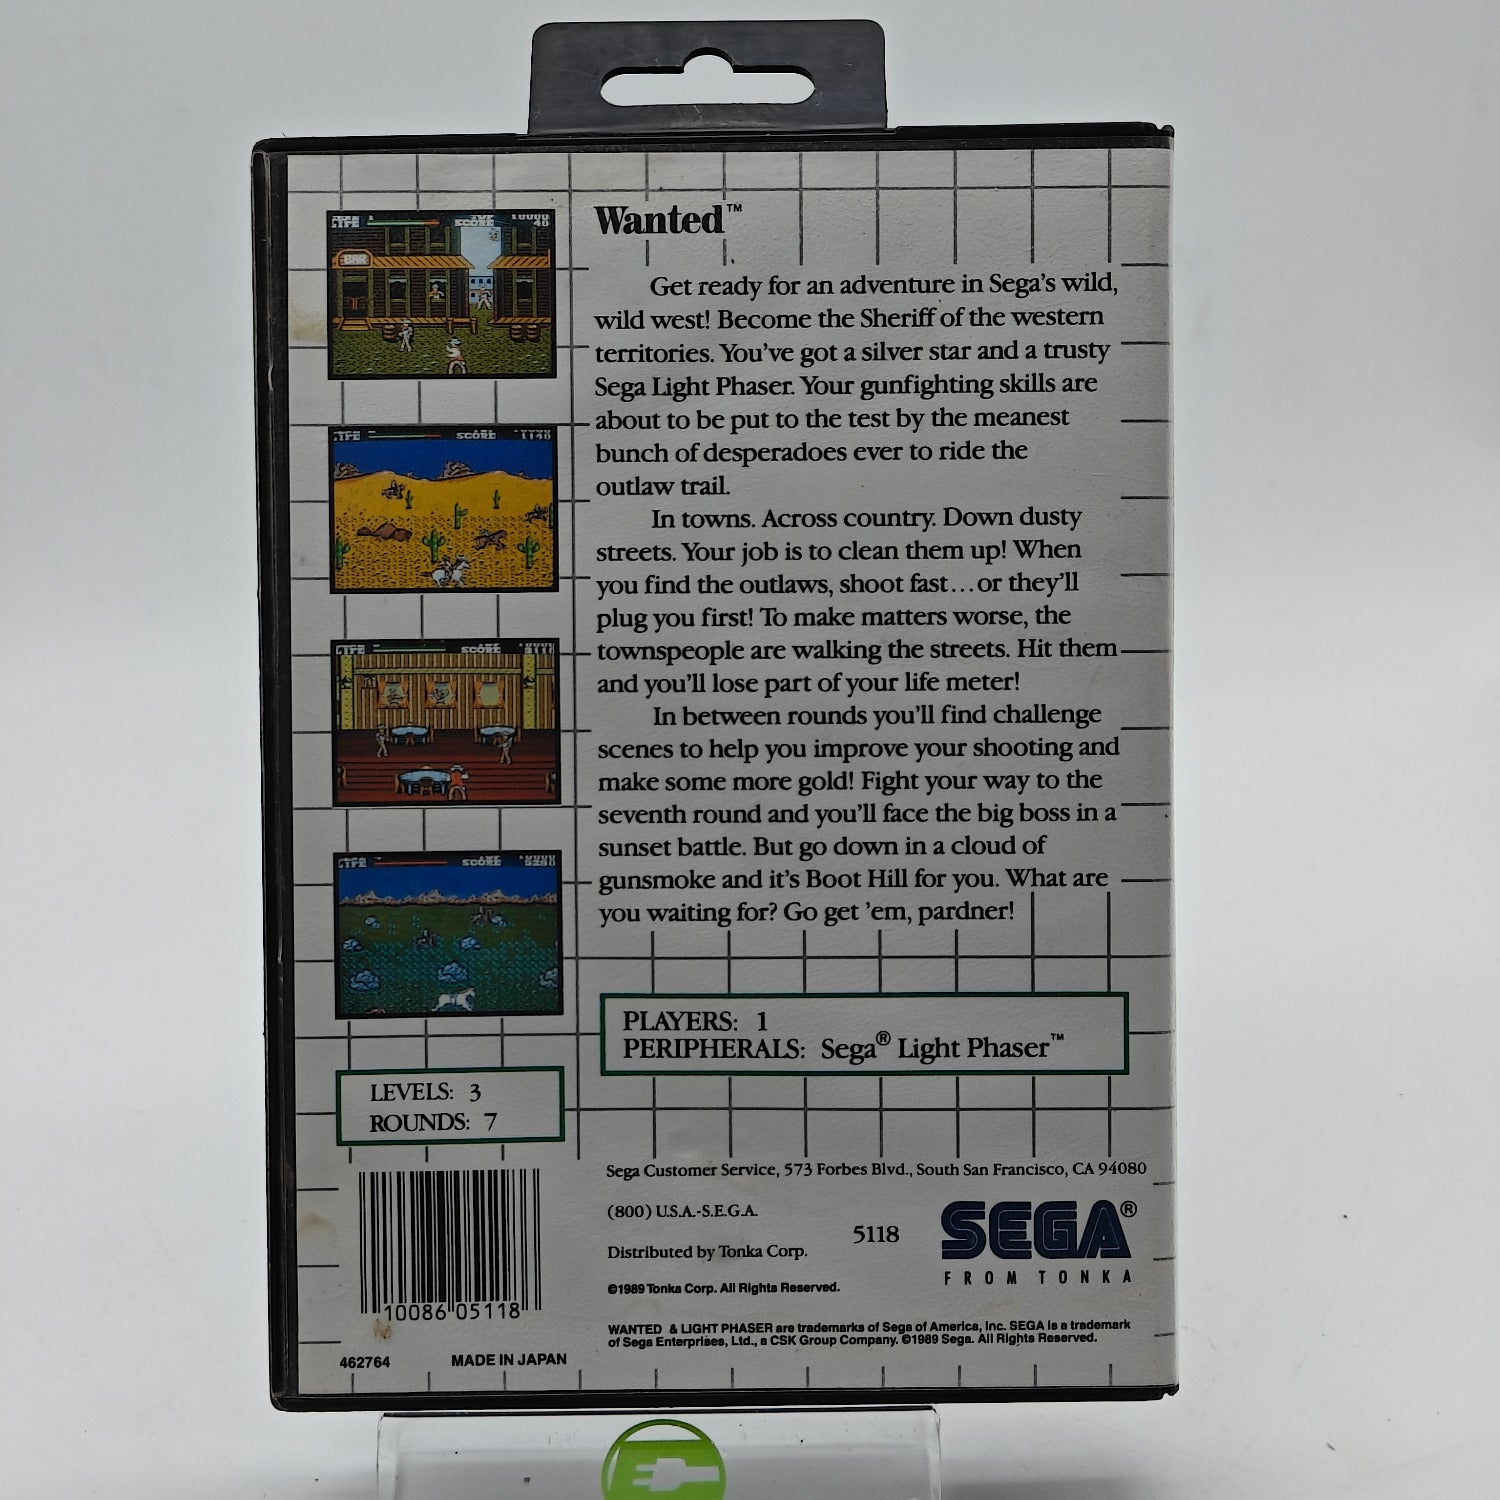 Wanted™
Get ready for an adventure in Sega's wild,
wild west! Become the Sheriff of the western
territories. You've got a silver star and a trusty
Sega Light Phaser. Your gunfighting skills are
about to be put to the test by the meanest
bunch of desperadoes ever to ride the
outlaw trail.
In towns. Across country. Down dusty
streets. Your job is to clean them up! When
you find the outlaws, shoot fast...or they'll
plug you first! To make matters worse, the
townspeople are walking the streets. Hit them
and you'll lose part of your life meter!
In between rounds you'll find challenge
scenes to help you improve your shooting and
make some more gold! Fight your way to the
seventh round and you'll face the big boss in a
sunset battle. But go down in a cloud of
gunsmoke and it's Boot Hill for you. What are
you waiting for? Go get 'em, pardner!
LIFE SCORE 40
BAR
LIFE SCORE 1140
LIFE SCORE
LIFE SCORE
PLAYERS: 1
PERIPHERALS: Sega® Light Phaser™
LEVELS: 3
ROUNDS: 7
Sega Customer Service, 573 Forbes Blvd., South San Francisco, CA 94080
(800) U.S.A.-S.E.G.A.
5118
Distributed by Tonka Corp.
©1989 Tonka Corp. All Rights Reserved.
SEGA®
FROM TONKA
WANTED & LIGHT PHASER are trademarks of Sega of America, Inc. SEGA is a trademark
of Sega Enterprises, Ltd., a CSK Group Company. ©1989 Sega. All Rights Reserved.
10086 05118
462764 MADE IN JAPAN